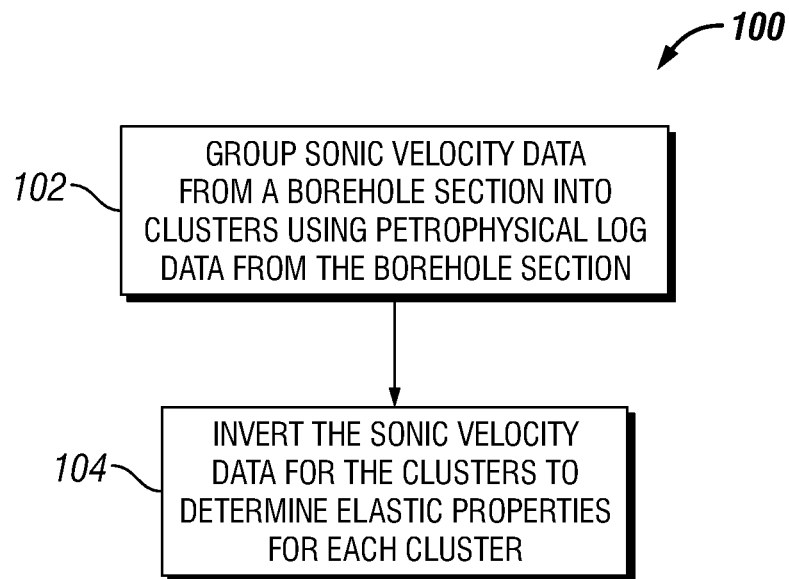 100
102
GROUP SONIC VELOCITY DATA
FROM A BOREHOLE SECTION INTO
CLUSTERS USING PETROPHYSICAL LOG
DATA FROM THE BOREHOLE SECTION
104
INVERT THE SONIC VELOCITY
DATA FOR THE CLUSTERS TO
DETERMINE ELASTIC PROPERTIES
FOR EACH CLUSTER